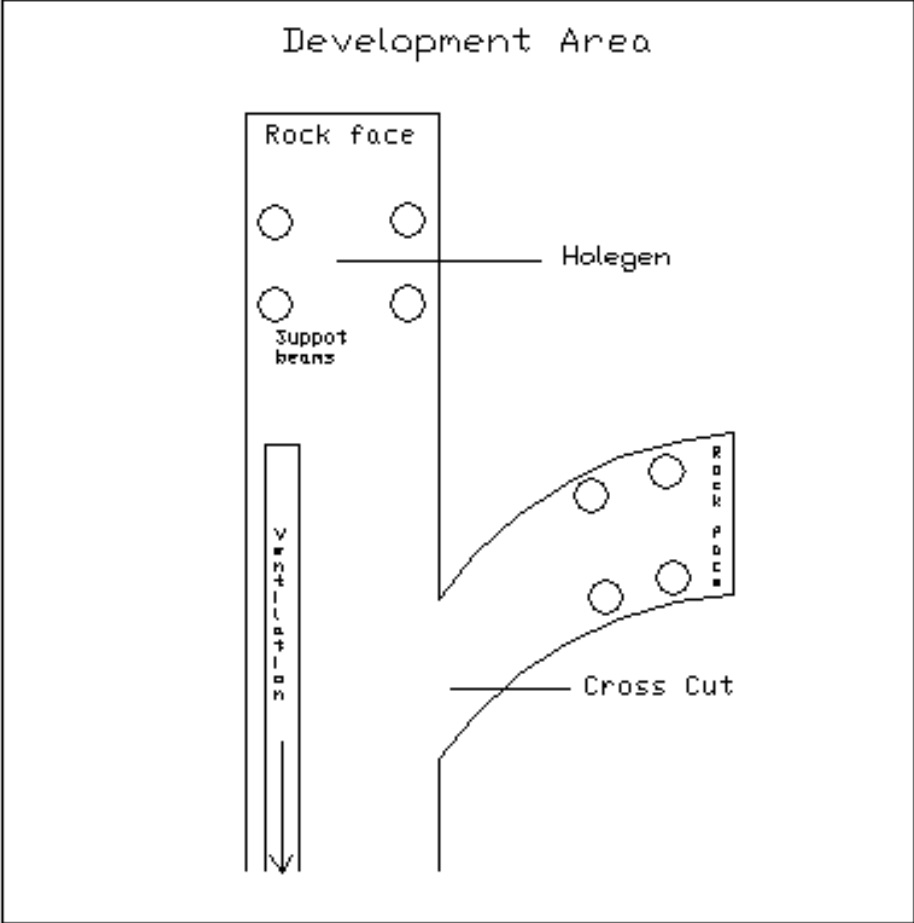 Development Area
Rock face
Holegen
Suppot
beams
Rock Face
Ventilation
Cross Cut